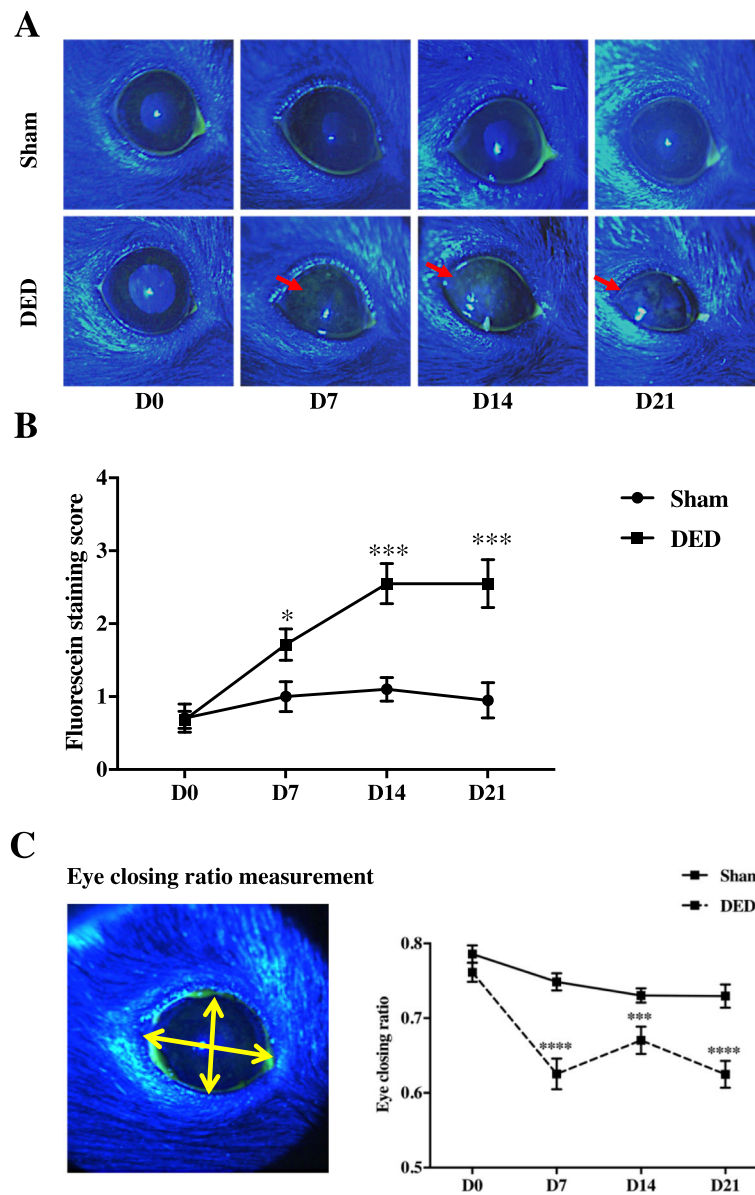 A
Sham
DED
D0 D7 D14 D21
B
Fluorescein staining score
4
3
2
1
0
* *** ***
D0 D7 D14 D21
Sham
DED
C
Eye closing ratio measurement
Sham
DED
Eye closing ratio
0.8
0.7
0.6
0.5
**** *** ****
D0 D7 D14 D21